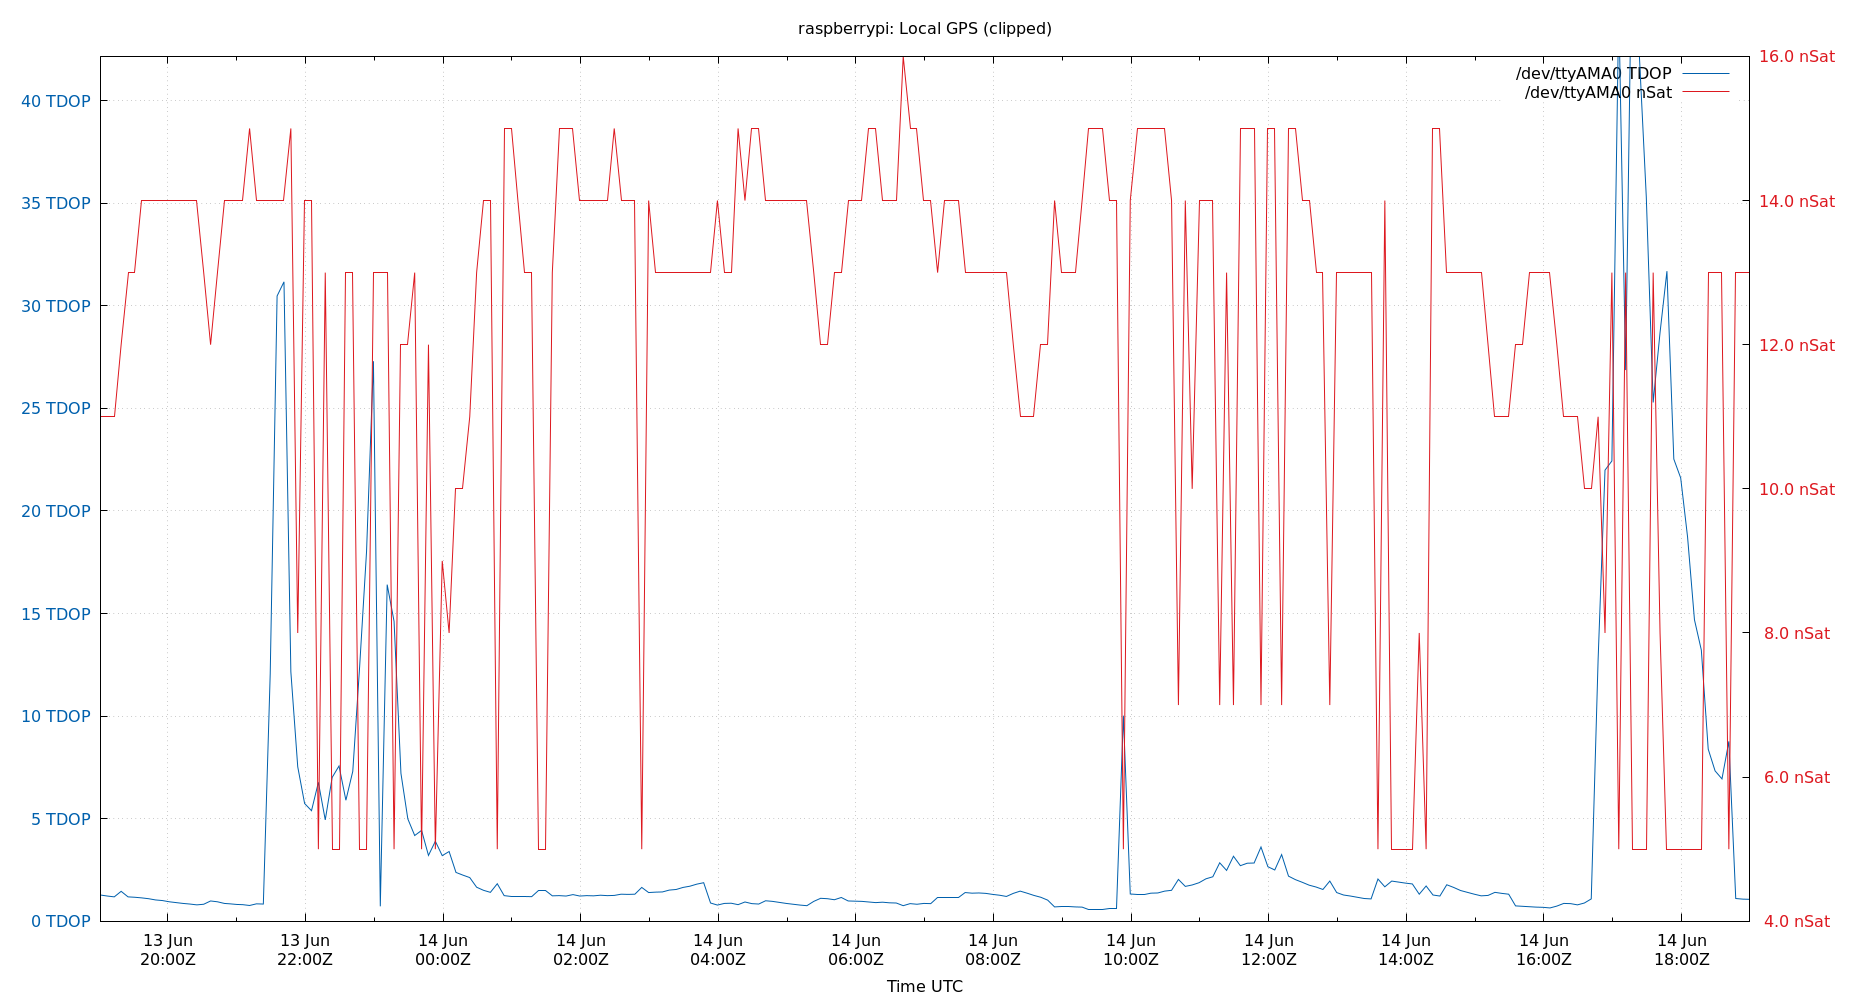 raspberrypi: Local GPS (clipped)
/dev/ttyAMA0 TDOP
/dev/ttyAMA0 nSat
40 TDOP
35 TDOP
30 TDOP
25 TDOP
20 TDOP
15 TDOP
10 TDOP
5 TDOP
0 TDOP
16.0 nSat
14.0 nSat
12.0 nSat
10.0 nSat
8.0 nSat
6.0 nSat
4.0 nSat
13 Jun 13 Jun 14 Jun 14 Jun 14 Jun 14 Jun 14 Jun 14 Jun 14 Jun 14 Jun 14 Jun 14 Jun
20:00Z 22:00Z 00:00Z 02:00Z 04:00Z 06:00Z 08:00Z 10:00Z 12:00Z 14:00Z 16:00Z 18:00Z
Time UTC